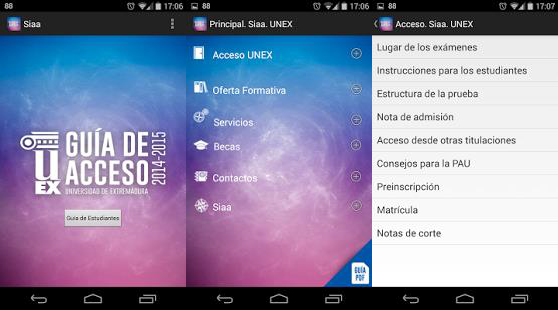 88
17:06
Siaa
GUÍA DE
ACCESO
2014-2015
UEX
UNIVERSIDAD DE EXTREMADURA
Guia de Estudiantes
88
17:06
Principal. Siaa. UNEX
Acceso UNEX
Oferta Formativa
Servicios
Becas
Contactos
Siaa
GUÍA
PDF
88
17:07
Acceso. Siaa. UNEX
Lugar de los exámenes
Instrucciones para los estudiantes
Estructura de la prueba
Nota de admisión
Acceso desde otras titulaciones
Consejos para la PAU
Preinscripción
Matrícula
Notas de corte